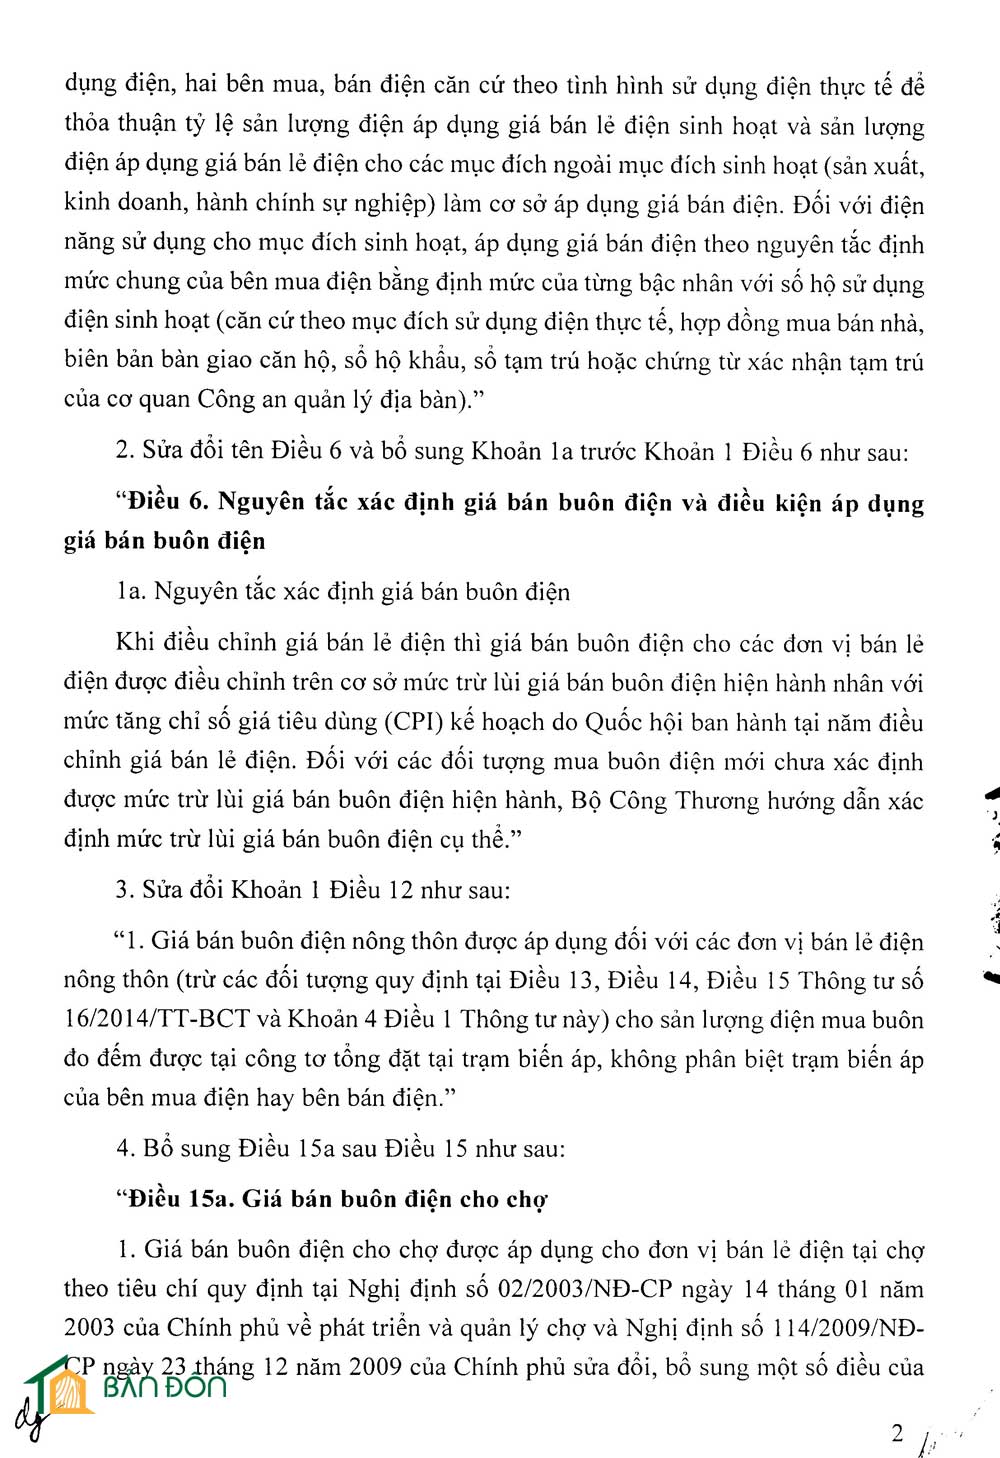 dụng điện, hai bên mua, bán điện căn cứ theo tình hình sử dụng điện thực tế để
thỏa thuận tỷ lệ sản lượng điện áp dụng giá bán lẻ điện sinh hoạt và sản lượng
điện áp dụng giá bán lẻ điện cho các mục đích ngoài mục đích sinh hoạt (sản xuất,
kinh doanh, hành chính sự nghiệp) làm cơ sở áp dụng giá bán điện. Đối với điện
năng sử dụng cho mục đích sinh hoạt, áp dụng giá bán điện theo nguyên tắc định
mức chung của bên mua điện bằng định mức của từng bậc nhân với số hộ sử dụng
điện sinh hoạt (căn cứ theo mục đích sử dụng điện thực tế, hợp đồng mua bán nhà,
biên bản bàn giao căn hộ, sổ hộ khẩu, sổ tạm trú hoặc chứng từ xác nhận tạm trú
của cơ quan Công an quản lý địa bàn).”
2. Sửa đổi tên Điều 6 và bổ sung Khoản 1a trước Khoản 1 Điều 6 như sau:
“Điều 6. Nguyên tắc xác định giá bán buôn điện và điều kiện áp dụng
giá bán buôn điện
1a. Nguyên tắc xác định giá bán buôn điện
Khi điều chỉnh giá bán lẻ điện thì giá bán buôn điện cho các đơn vị bán lẻ
điện được điều chỉnh trên cơ sở mức trừ lùi giá bán buôn điện hiện hành nhân với
mức tăng chỉ số giá tiêu dùng (CPI) kế hoạch do Quốc hội ban hành tại năm điều
chỉnh giá bán lẻ điện. Đối với các đối tượng mua buôn điện mới chưa xác định
được mức trừ lùi giá bán buôn điện hiện hành, Bộ Công Thương hướng dẫn xác
định mức trừ lùi giá bán buôn điện cụ thể.”
3. Sửa đổi Khoản 1 Điều 12 như sau:
“1. Giá bán buôn điện nông thôn được áp dụng đối với các đơn vị bán lẻ điện
nông thôn (trừ các đối tượng quy định tại Điều 13, Điều 14, Điều 15 Thông tư số
16/2014/TT-BCT và Khoản 4 Điều 1 Thông tư này) cho sản lượng điện mua buôn
đo đếm được tại công tơ tổng đặt tại trạm biến áp, không phân biệt trạm biến áp
của bên mua điện hay bên bán điện.”
4. Bổ sung Điều 15a sau Điều 15 như sau:
“Điều 15a. Giá bán buôn điện cho chợ
1. Giá bán buôn điện cho chợ được áp dụng cho đơn vị bán lẻ điện tại chợ
theo tiêu chí quy định tại Nghị định số 02/2003/NĐ-CP ngày 14 tháng 01 năm
2003 của Chính phủ về phát triển và quản lý chợ và Nghị định số 114/2009/NĐ-
CP ngày 23 tháng 12 năm 2009 của Chính phủ sửa đổi, bổ sung một số điều của
BẢN ĐÔN
2